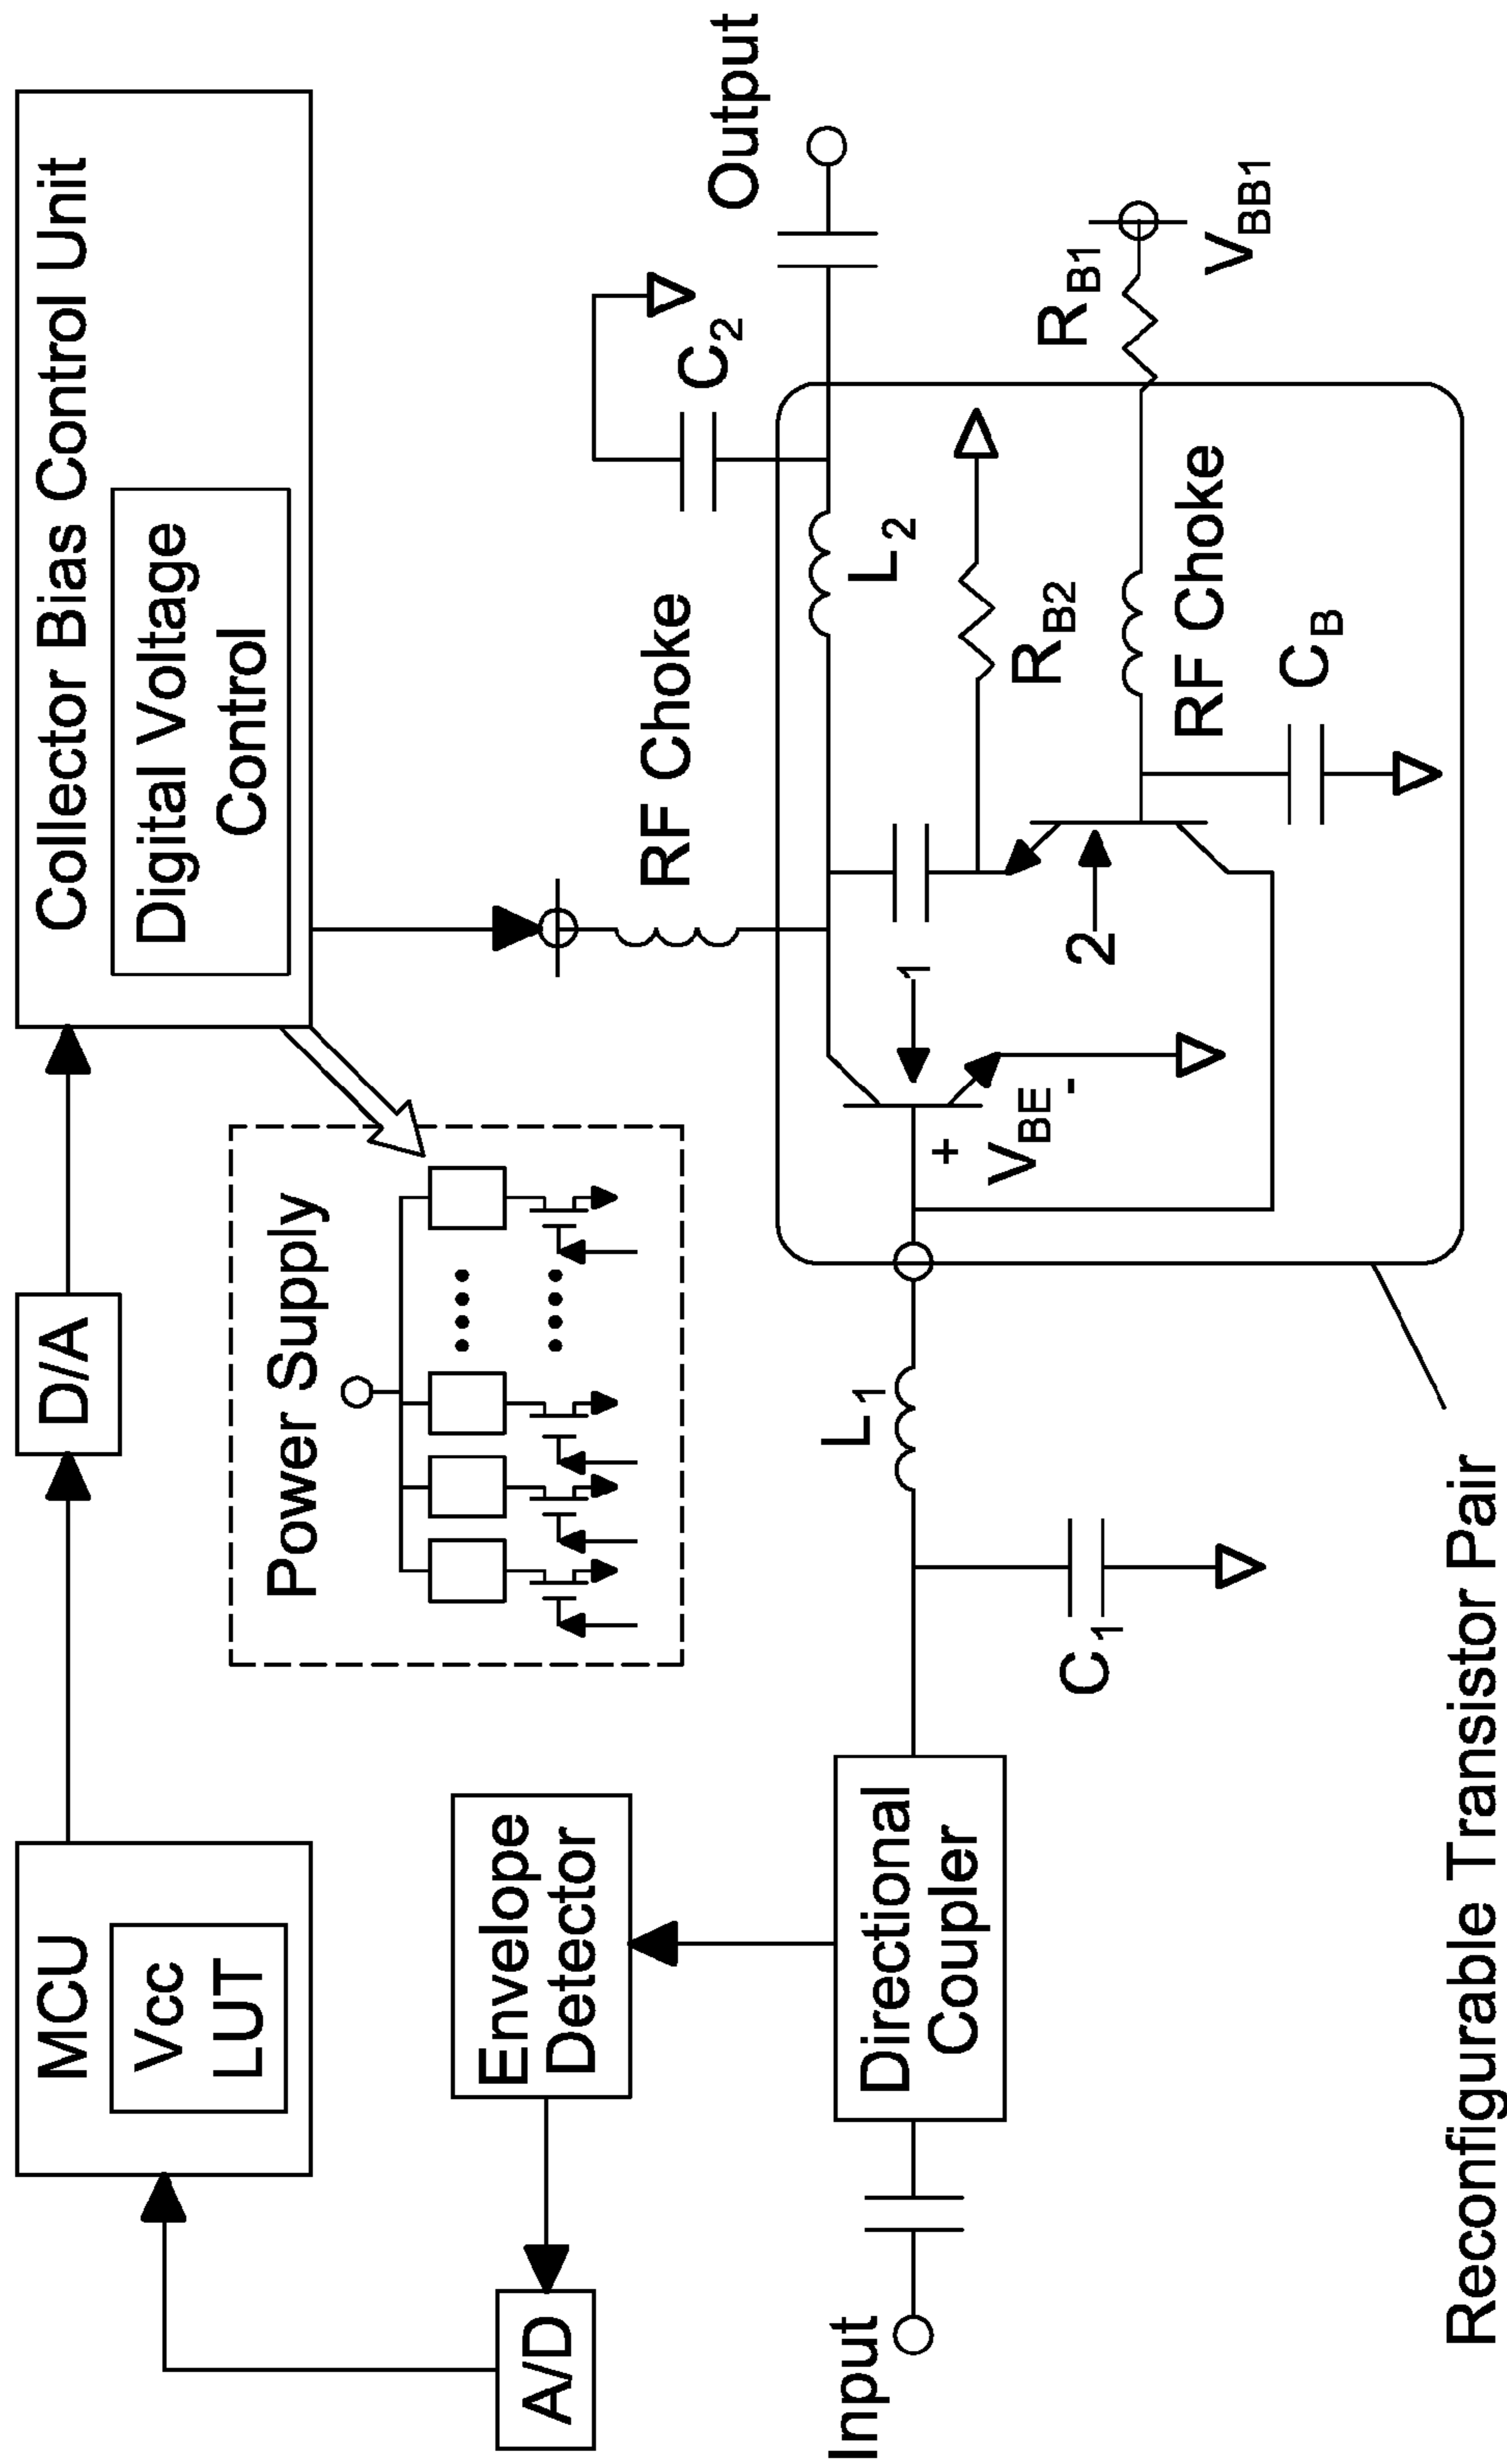 MCU
Vcc
LUT
D/A
Collector Bias Control Unit
Digital Voltage
Control
Power Supply
Envelope
Detector
A/D
RF Choke
Output
C2
Input
Directional
Coupler
L1
C1
1
2
+
VBE
-
L2
RB2
RB1
VBB1
RF Choke
CB
Reconfigurable Transistor Pair